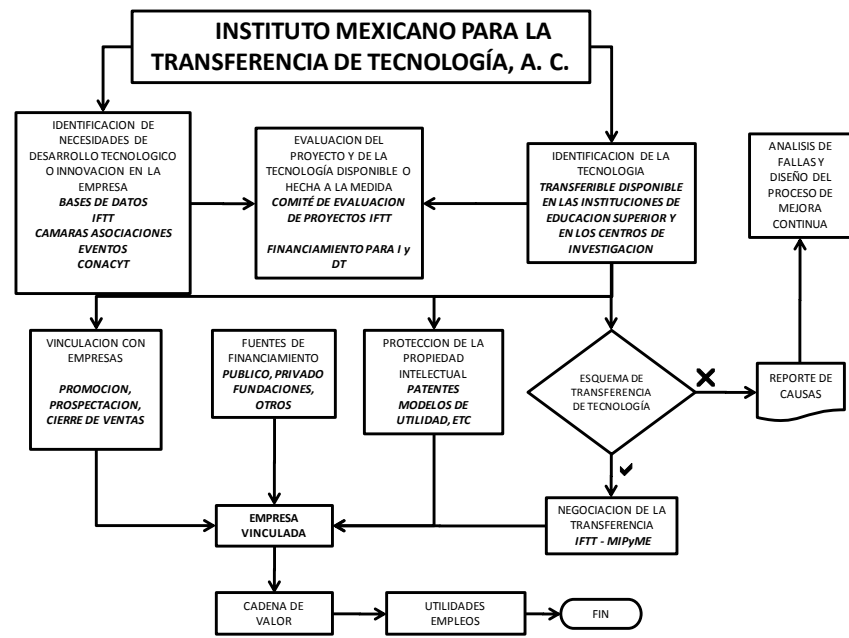 INSTITUTO MEXICANO PARA LA
TRANSFERENCIA DE TECNOLOGÍA, A. C.
IDENTIFICACION DE
NECESIDADES DE
DESARROLLO TECNOLOGICO
O INNOVACION EN LA
EMPRESA
BASES DE DATOS
IFTT
CAMARAS ASOCIACIONES
EVENTOS
CONACYT
EVALUACION DEL
PROYECTO Y DE LA
TECNOLOGÍA DISPONIBLE O
HECHA A LA MEDIDA
COMITÉ DE EVALUACION
DE PROYECTOS IFTT
FINANCIAMIENTO PARA I y
DT
IDENTIFICACION DE LA
TECNOLOGIA
TRANSFERIBLE DISPONIBLE
EN LAS INSTITUCIONES DE
EDUCACION SUPERIOR Y
EN LOS CENTROS DE
INVESTIGACION
ANALISIS DE
FALLAS Y
DISEÑO DEL
PROCESO DE
MEJORA
CONTINUA
VINCULACION CON
EMPRESAS
PROMOCION,
PROSPECTACION,
CIERRE DE VENTAS
FUENTES DE
FINANCIAMIENTO
PUBLICO, PRIVADO
FUNDACIONES,
OTROS
PROTECCION DE LA
PROPIEDAD
INTELECTUAL
PATENTES
MODELOS DE
UTILIDAD, ETC
ESQUEMA DE
TRANSFERENCIA
DE TECNOLOGÍA
REPORTE DE
CAUSAS
EMPRESA
VINCULADA
NEGOCIACION DE LA
TRANSFERENCIA
IFTT - MIPyME
CADENA DE
VALOR
UTILIDADES
EMPLEOS
FIN